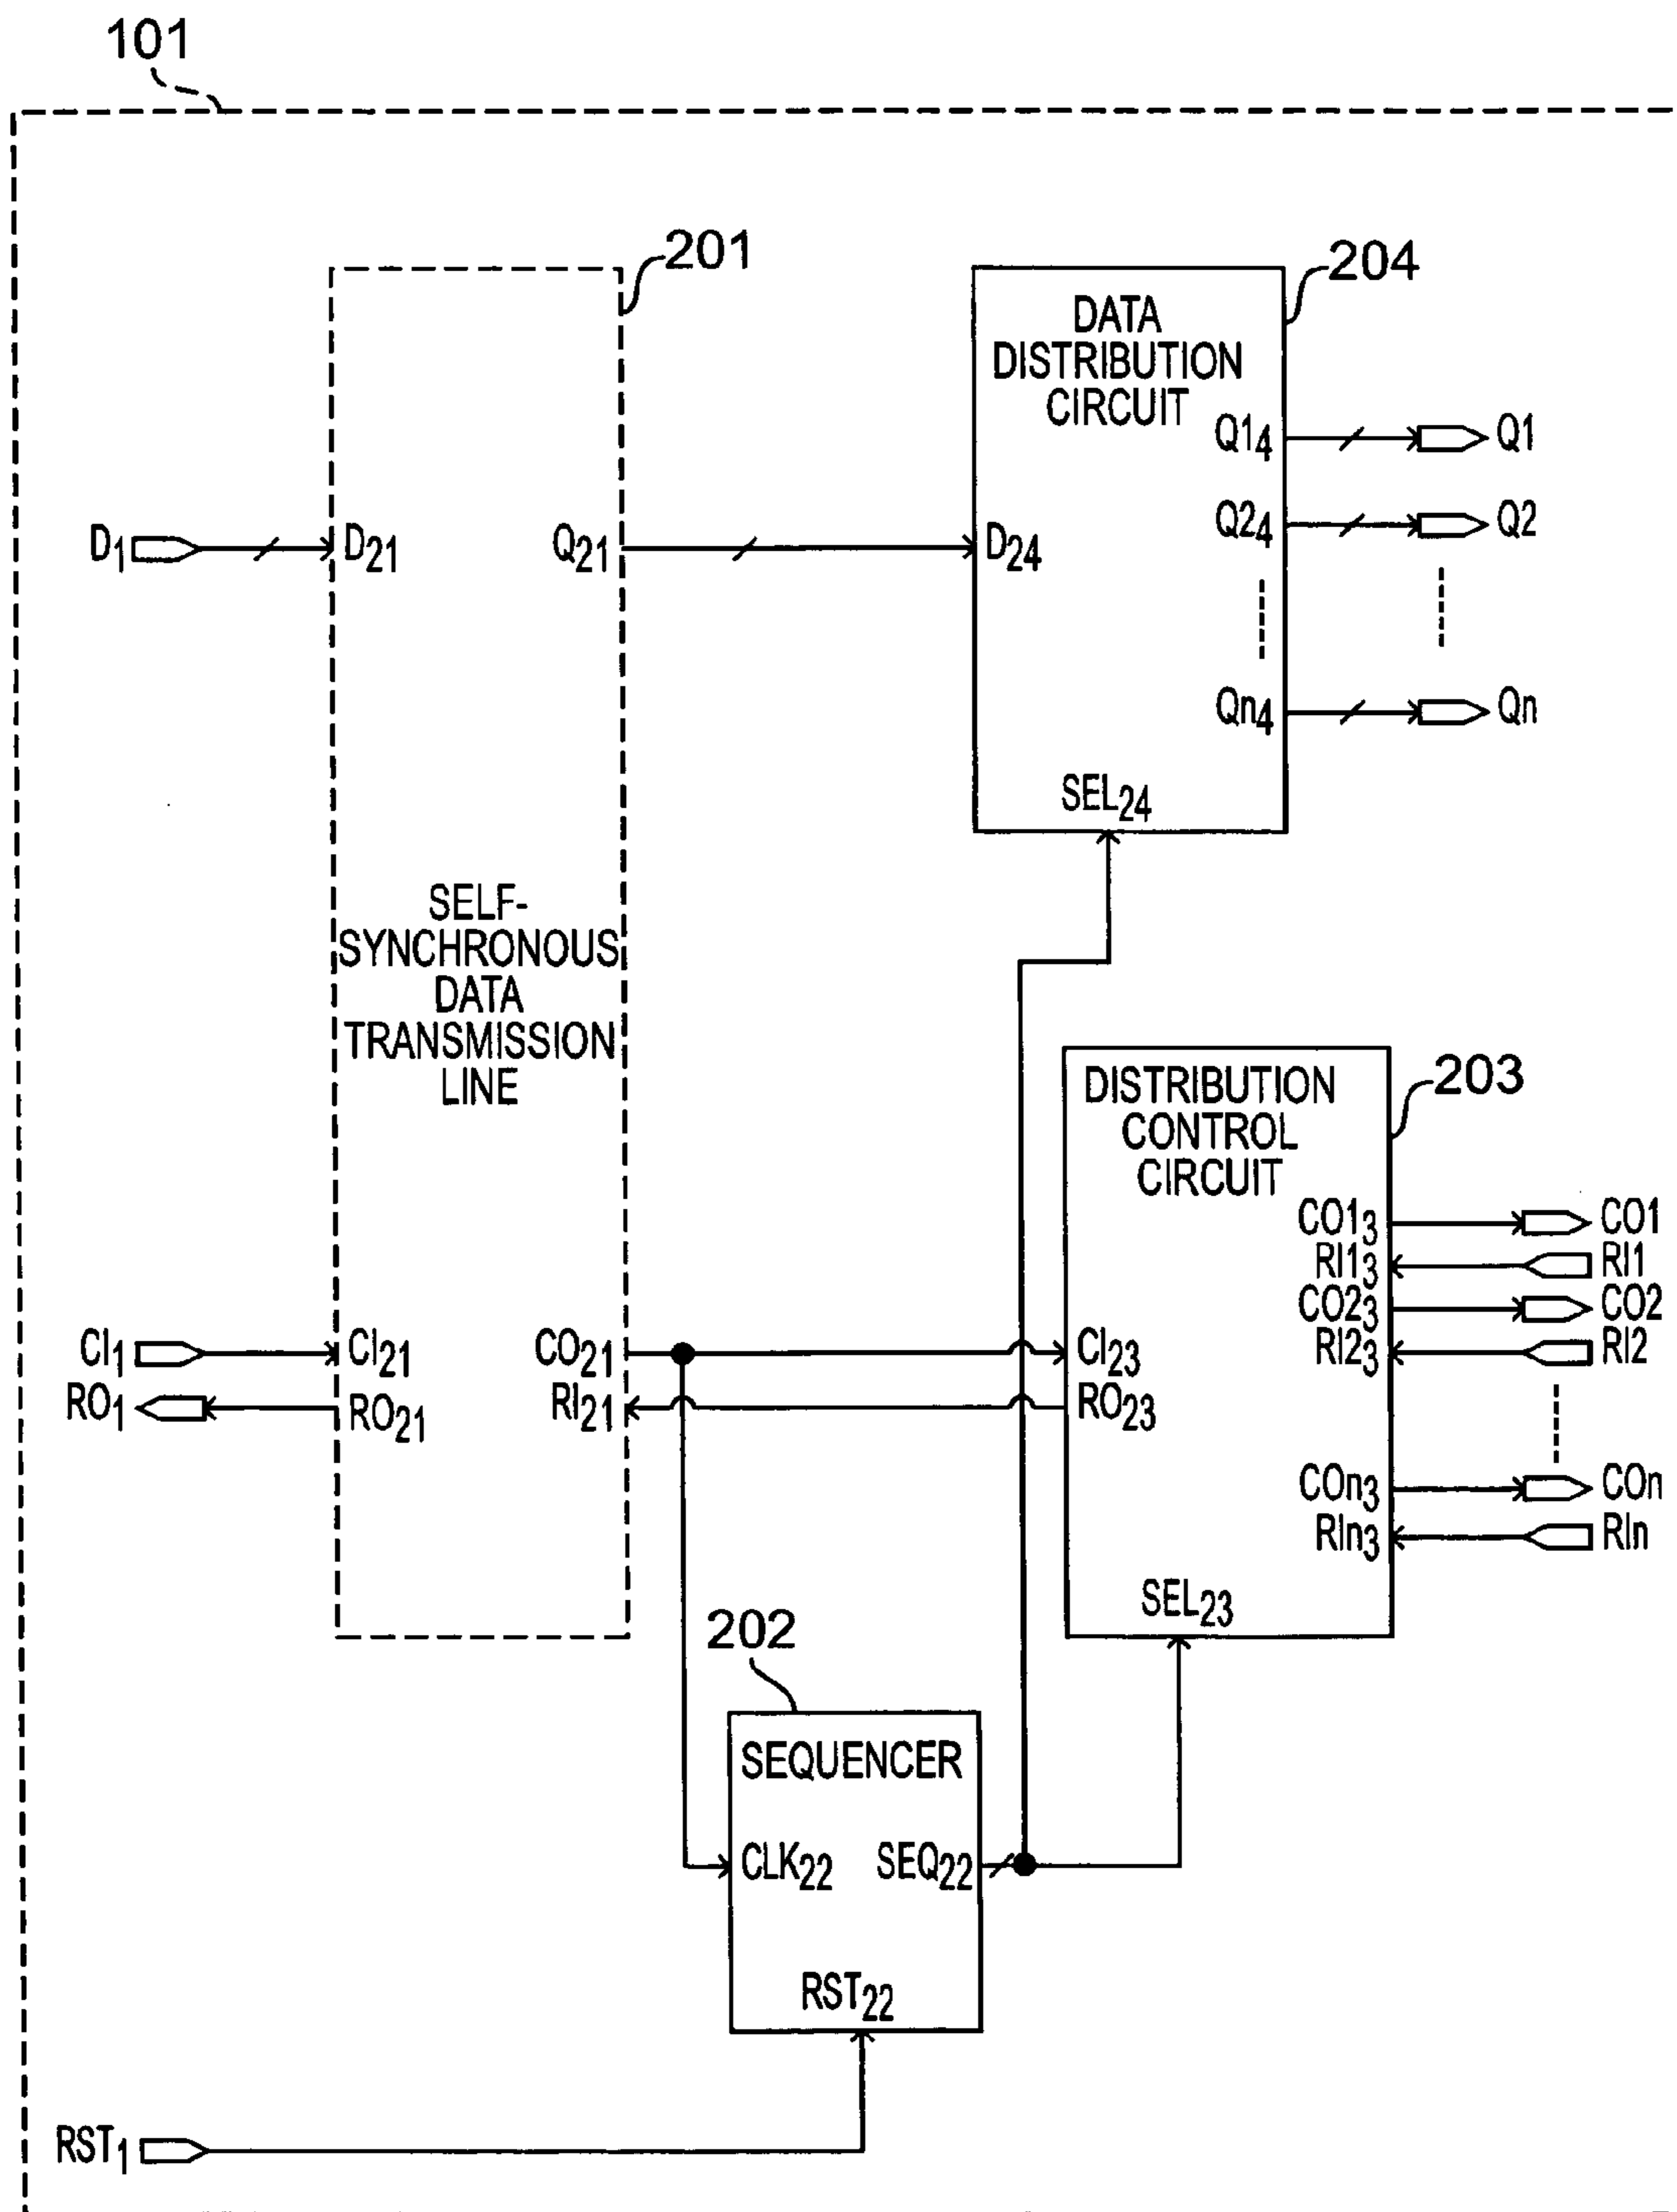 101
201
204
DATA
DISTRIBUTION
CIRCUIT
Q1₄
Q1
Q2₄
Q2
D₁
D₂₁
Q₂₁
D₂₄
Qn₄
Qn
SEL₂₄
SELF-
SYNCHRONOUS
DATA
TRANSMISSION
LINE
203
DISTRIBUTION
CONTROL
CIRCUIT
CO1₃
CO1
RI1₃
RI1
CO2₃
CO2
RI2₃
RI2
CI₁
CI₂₁
CO₂₁
CI₂₃
RO₁
RO₂₁
RI₂₁
RO₂₃
COn₃
COn
RIn₃
RIn
SEL₂₃
202
SEQUENCER
CLK₂₂
SEQ₂₂
RST₂₂
RST₁